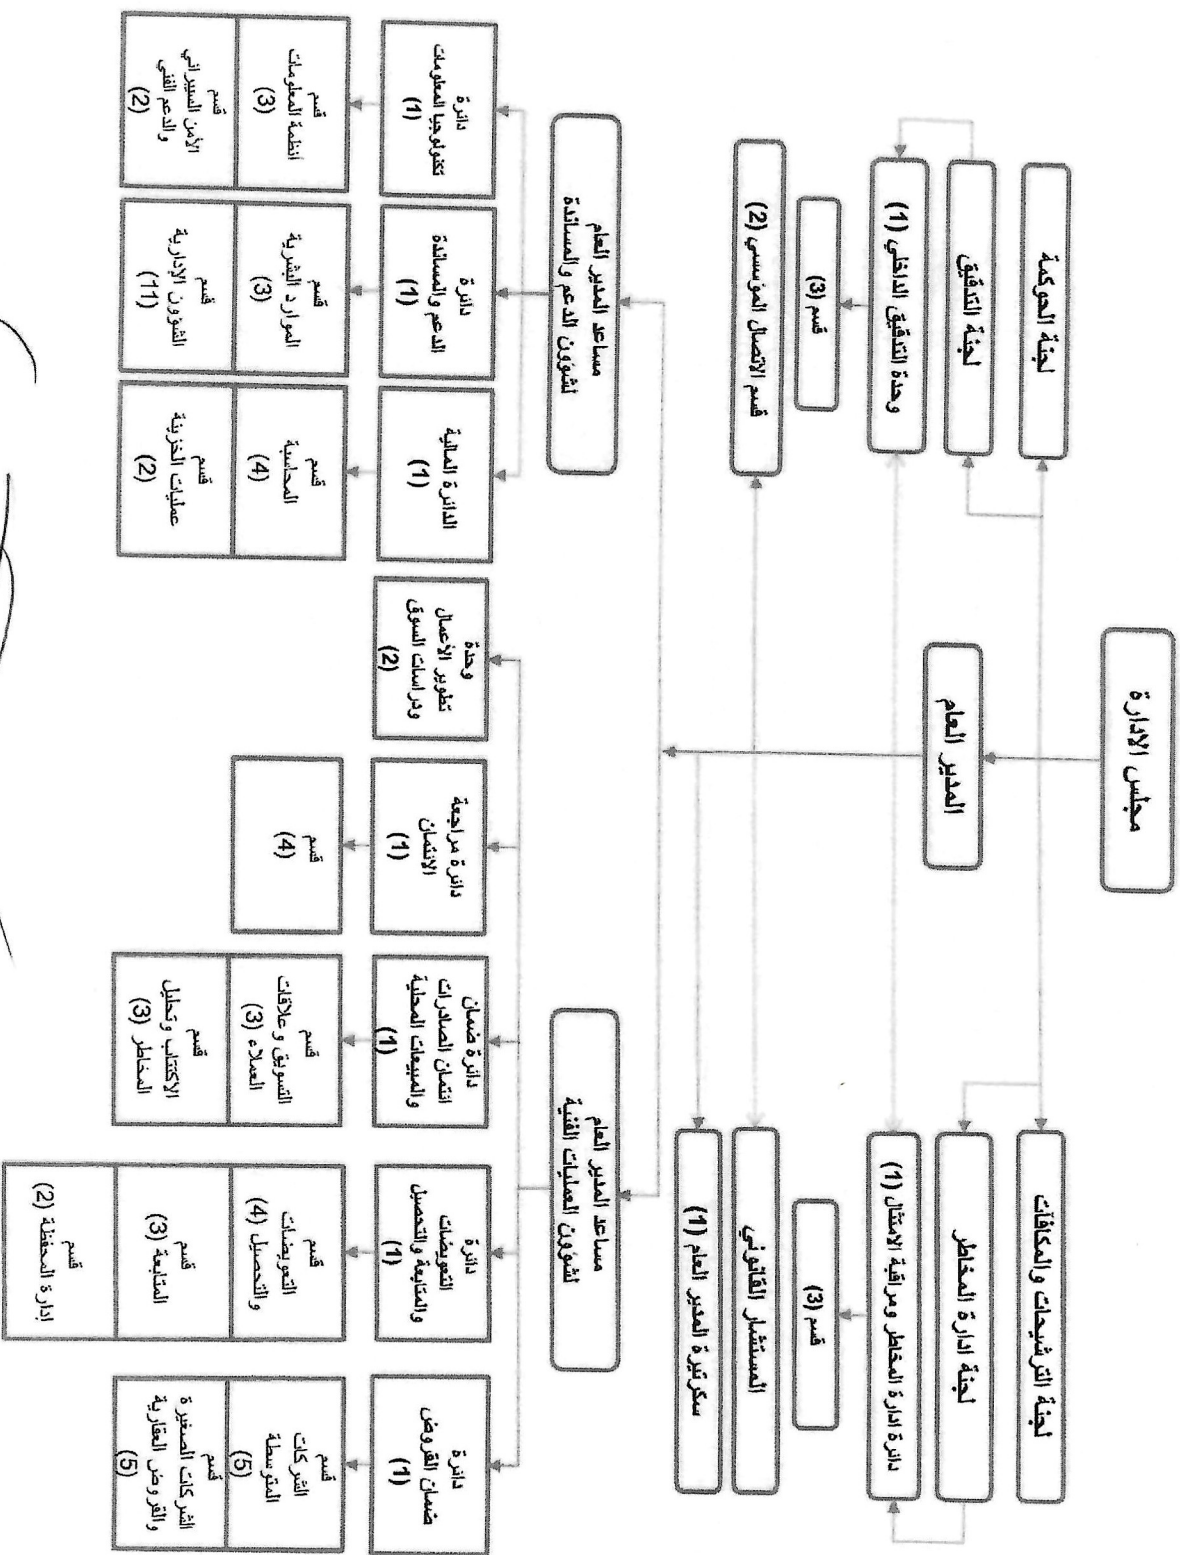 مجلس الادارة
المدير العام
لجنة الحوكمة
لجنة التدقيق
وحدة التدقيق الداخلي (1)
قسم (3)
قسم الاتصال المؤسسي (2)
لجنة الترشيحات والمكافآت
لجنة ادارة المخاطر
دائرة ادارة المخاطر ومراقبة الامتثال (1)
قسم (3)
المستشار القانوني
سكرتيرة المدير العام (1)
مساعد المدير العام
لشؤون الدعم والمساندة
دائرة
تكنولوجيا المعلومات
(1)
قسم
أنظمة المعلومات
(3)
قسم
الأمن السيبراني
والدعم الفني
(2)
دائرة
الدعم والمساندة
(1)
قسم
الموارد البشرية
(3)
قسم
الشؤون الإدارية
(11)
الدائرة المالية
(1)
قسم
المحاسبة
(4)
قسم
عمليات الخزينة
(2)
مساعد المدير العام
لشؤون العمليات الفنية
وحدة
تطوير الأعمال
ودراسات السوق
(2)
دائرة مراجعة
الائتمان
(1)
قسم
(4)
دائرة ضمان
ائتمان الصادرات
والمبيعات المحلية
(1)
قسم
التسويق وعلاقات
العملاء (3)
قسم
الاكتتاب وتحليل
المخاطر (3)
دائرة
التعويضات
والمتابعة والتحصيل
(1)
قسم
التعويضات
والتحصيل (4)
قسم
المتابعة (3)
قسم
إدارة المحفظة (2)
دائرة
ضمان القروض
(1)
قسم
الشركات
المتوسطة
(5)
قسم
الشركات الصغيرة
والقروض العقارية
(5)